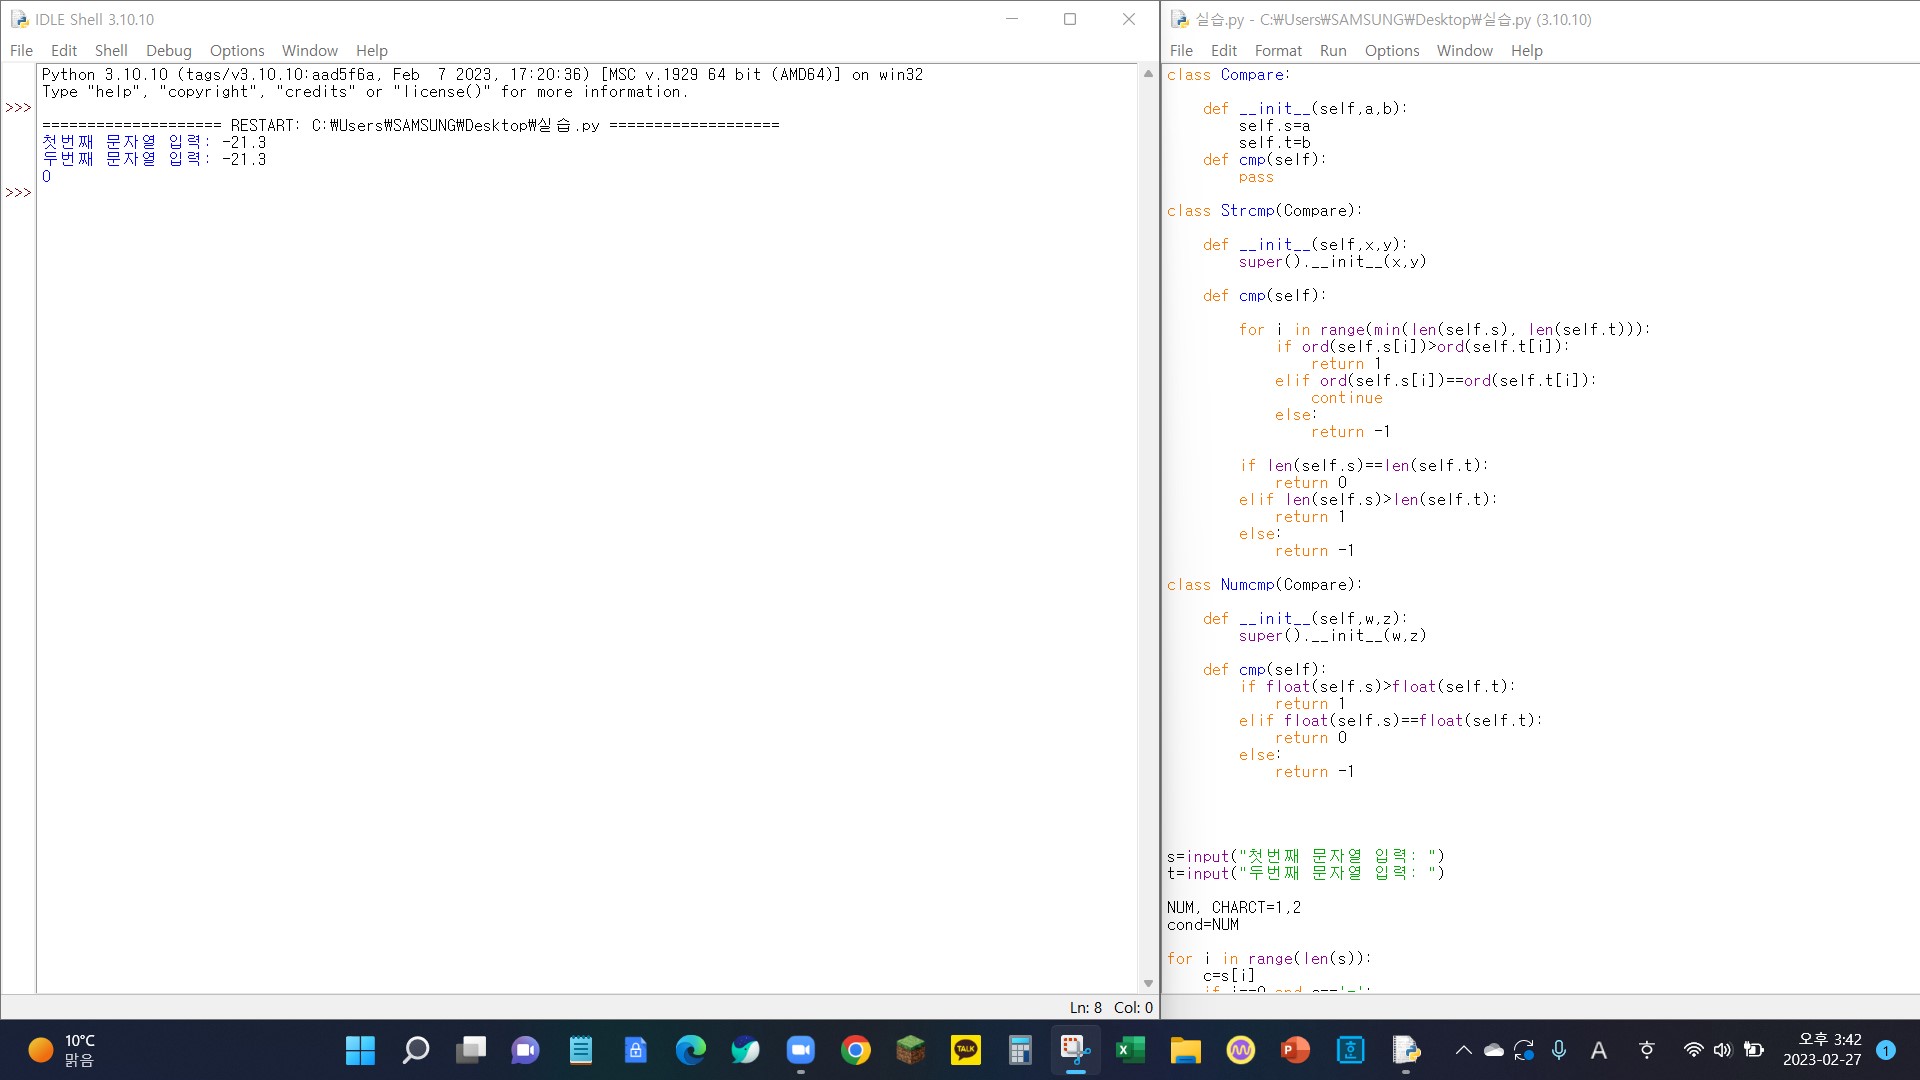 IDLE Shell 3.10.10
File Edit Shell Debug Options Window Help
Python 3.10.10 (tags/v3.10.10:aad5f6a, Feb  7 2023, 17:20:36) [MSC v.1929 64 bit (AMD64)] on win32
Type "help", "copyright", "credits" or "license()" for more information.
>>>
==================== RESTART: C:₩Users₩SAMSUNG₩Desktop₩실습.py ===================
첫번째 문자열 입력: -21.3
두번째 문자열 입력: -21.3
0
>>>
Ln: 8 Col: 0
실습.py - C:₩Users₩SAMSUNG₩Desktop₩실습.py (3.10.10)
File Edit Format Run Options Window Help
class Compare:
    def __init__(self,a,b):
        self.s=a
        self.t=b
    def cmp(self):
        pass
class Strcmp(Compare):
    def __init__(self,x,y):
        super().__init__(x,y)
    def cmp(self):
        for i in range(min(len(self.s), len(self.t))):
            if ord(self.s[i])>ord(self.t[i]):
                return 1
            elif ord(self.s[i])==ord(self.t[i]):
                continue
            else:
                return -1
        if len(self.s)==len(self.t):
            return 0
        elif len(self.s)>len(self.t):
            return 1
        else:
            return -1
class Numcmp(Compare):
    def __init__(self,w,z):
        super().__init__(w,z)
    def cmp(self):
        if float(self.s)>float(self.t):
            return 1
        elif float(self.s)==float(self.t):
            return 0
        else:
            return -1
s=input("첫번째 문자열 입력: ")
t=input("두번째 문자열 입력: ")
NUM, CHARCT=1,2
cond=NUM
for i in range(len(s)):
    c=s[i]
    if i==0 and c=='-':
10℃
맑음
TALK
A
오후 3:42
2023-02-27
1